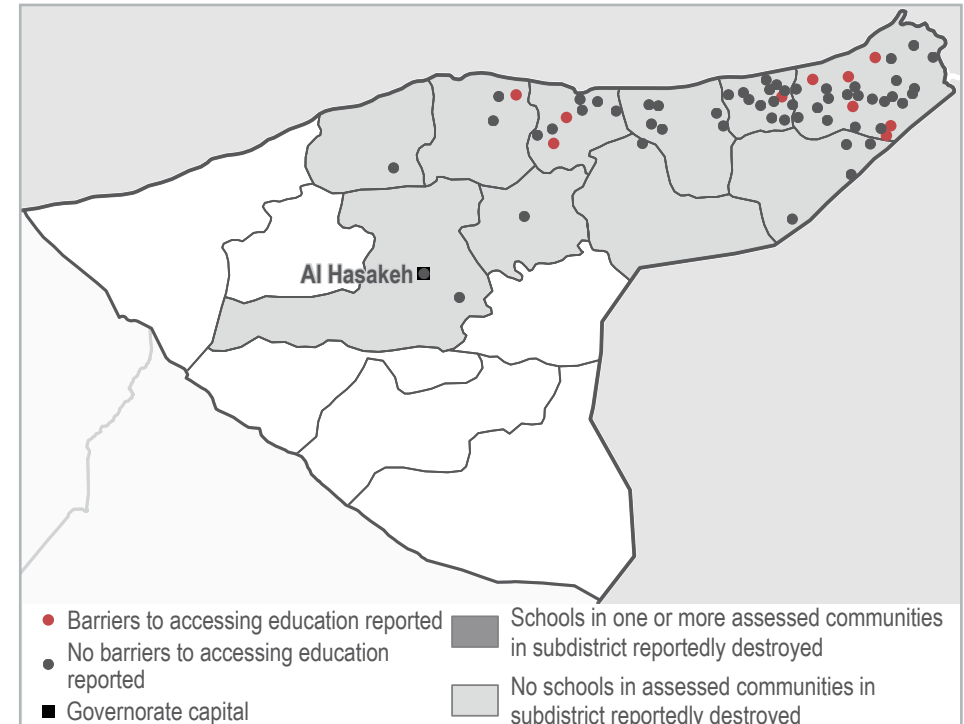 Al Hasakeh
Barriers to accessing education reported
No barriers to accessing education
reported
Governorate capital
Schools in one or more assessed communities
in subdistrict reportedly destroyed
No schools in assessed communities in
subdistrict reportedly destroyed